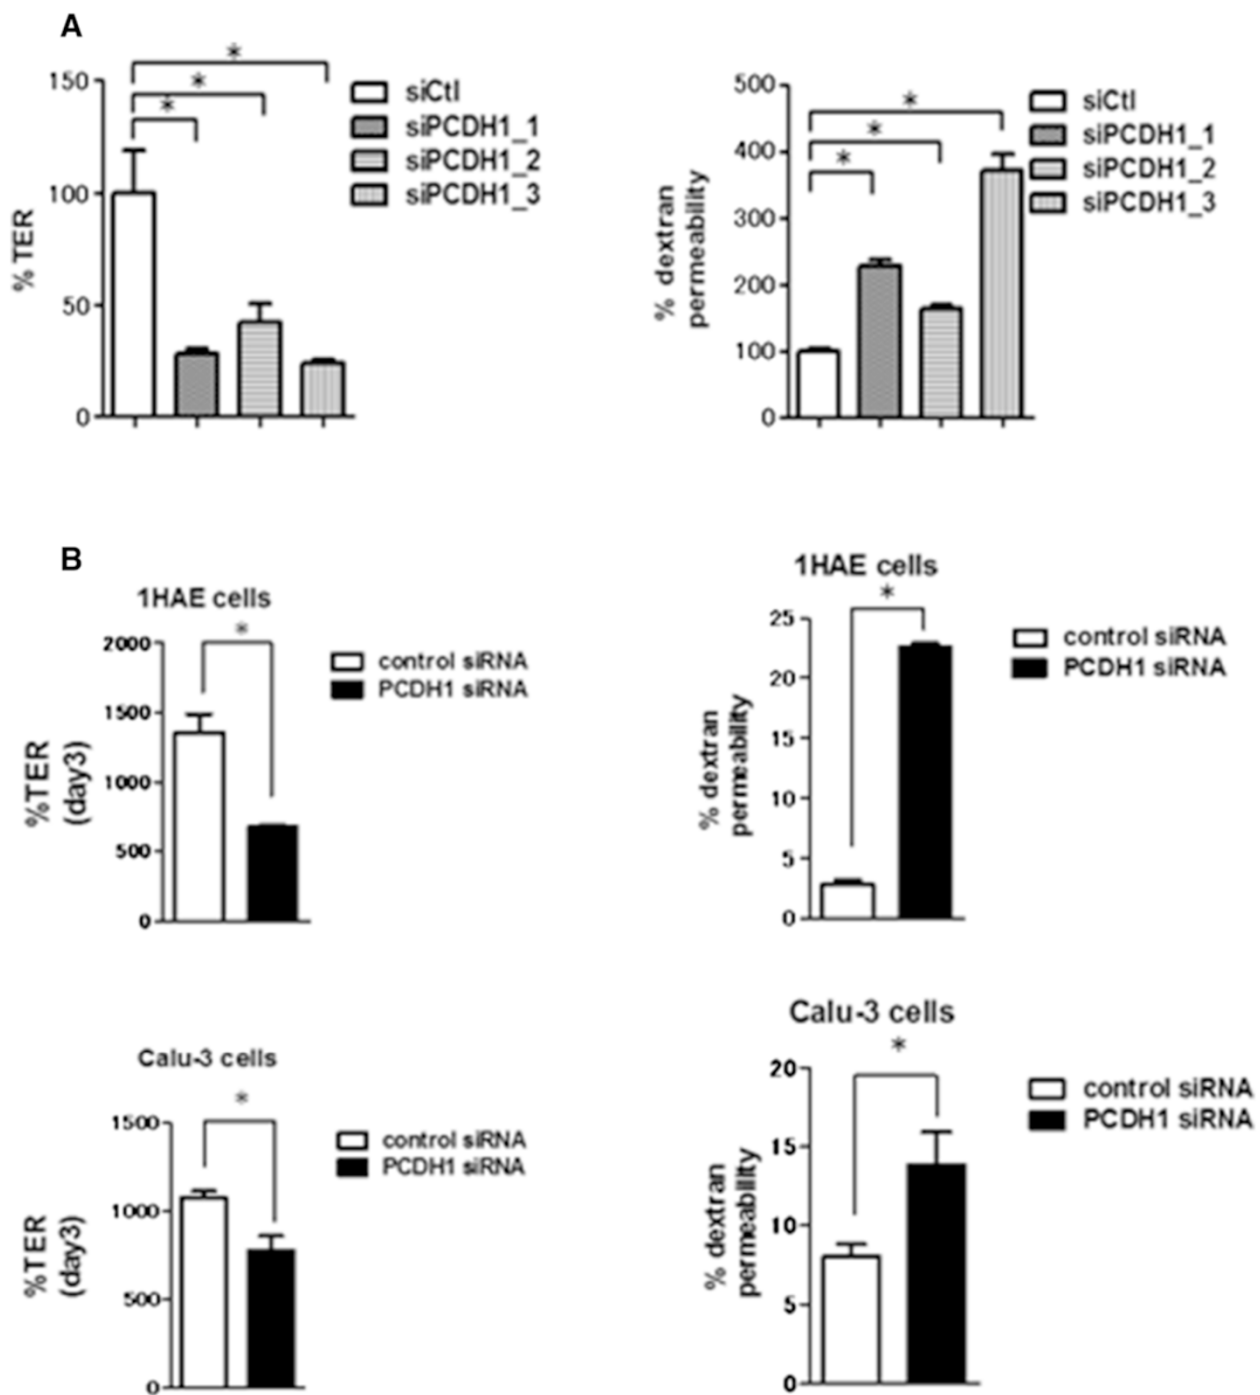 A
*
*
*
150
100
50
0
% TER
siCtl
siPCDH1_1
siPCDH1_2
siPCDH1_3
*
*
*
500
400
300
200
100
0
% dextran
permeability
siCtl
siPCDH1_1
siPCDH1_2
siPCDH1_3
B
1HAE cells
*
2000
1500
1000
500
0
%TER
(day3)
control siRNA
PCDH1 siRNA
1HAE cells
*
25
20
15
10
5
0
% dextran
permeability
control siRNA
PCDH1 siRNA
Calu-3 cells
*
1500
1000
500
0
%TER
(day3)
control siRNA
PCDH1 siRNA
Calu-3 cells
*
20
15
10
5
0
% dextran
permeability
control siRNA
PCDH1 siRNA